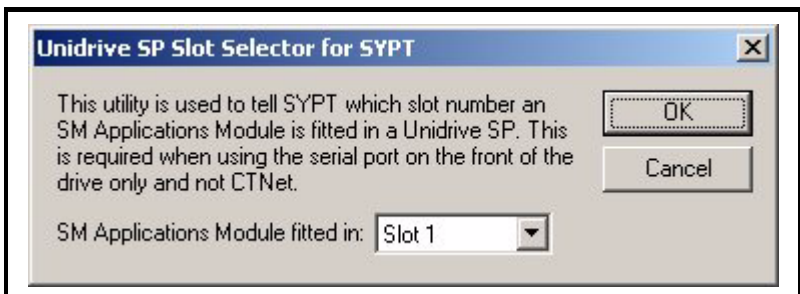 Unidrive SP Slot Selector for SYPT
This utility is used to tell SYPT which slot number an
SM Applications Module is fitted in a Unidrive SP. This
is required when using the serial port on the front of the
drive only and not CTNet.
OK
Cancel
SM Applications Module fitted in: Slot 1